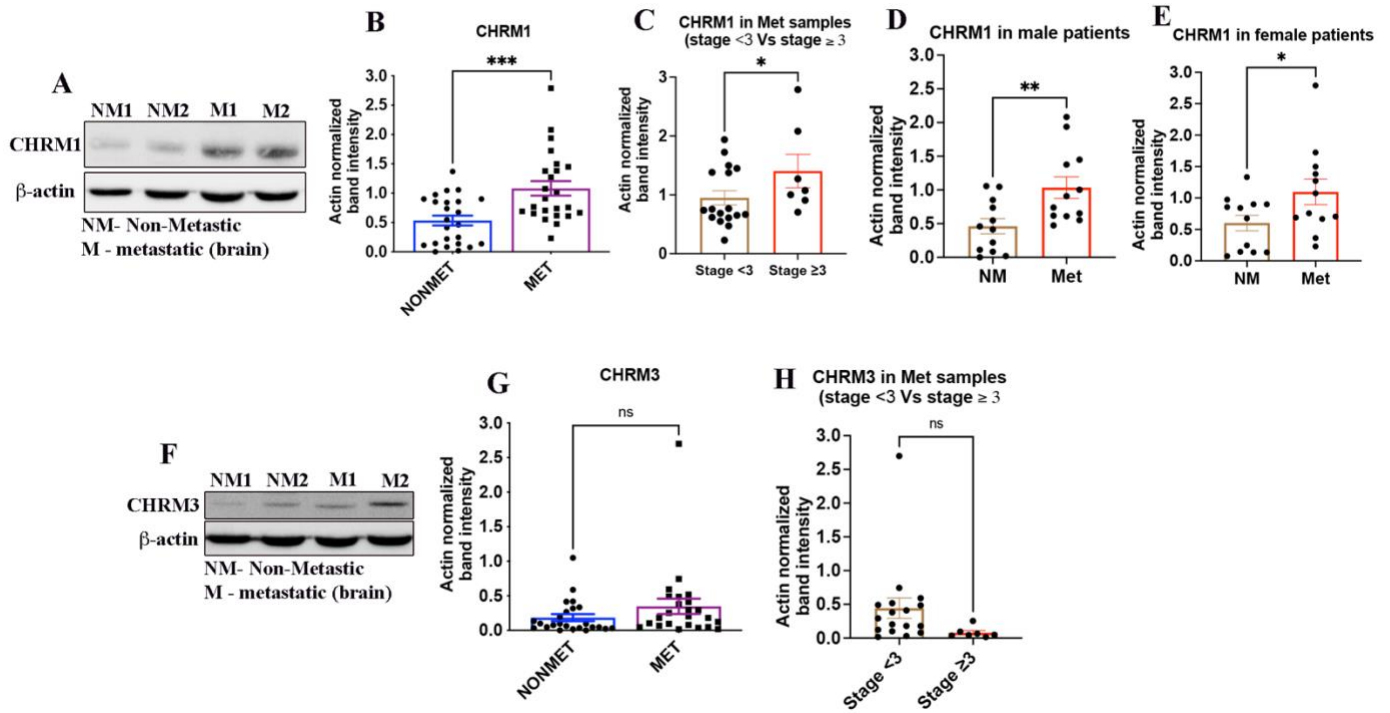 A
NM1 NM2 M1 M2
CHRM1
β-actin
NM- Non-Metastic
M - metastatic (brain)
B
CHRM1
***
Actin normalized
band intensity
3.0
2.5
2.0
1.5
1.0
0.5
0.0
NONMET MET
C
CHRM1 in Met samples
(stage <3 Vs stage ≥ 3
*
Actin normalized
band intensity
3
2
1
0
Stage <3 Stage ≥3
D
CHRM1 in male patients
**
Actin normalized
band intensity
3.0
2.5
2.0
1.5
1.0
0.5
0.0
NM Met
E
CHRM1 in female patients
*
Actin normalized
band intensity
3.0
2.5
2.0
1.5
1.0
0.5
0.0
NM Met
F
NM1 NM2 M1 M2
CHRM3
β-actin
NM- Non-Metastic
M - metastatic (brain)
G
CHRM3
ns
Actin normalized
band intensity
3.0
2.5
2.0
1.5
1.0
0.5
0.0
NONMET MET
H
CHRM3 in Met samples
(stage <3 Vs stage ≥ 3
ns
Actin normalized
band intensity
3.0
2.5
2.0
1.5
1.0
0.5
0.0
Stage <3 Stage ≥3